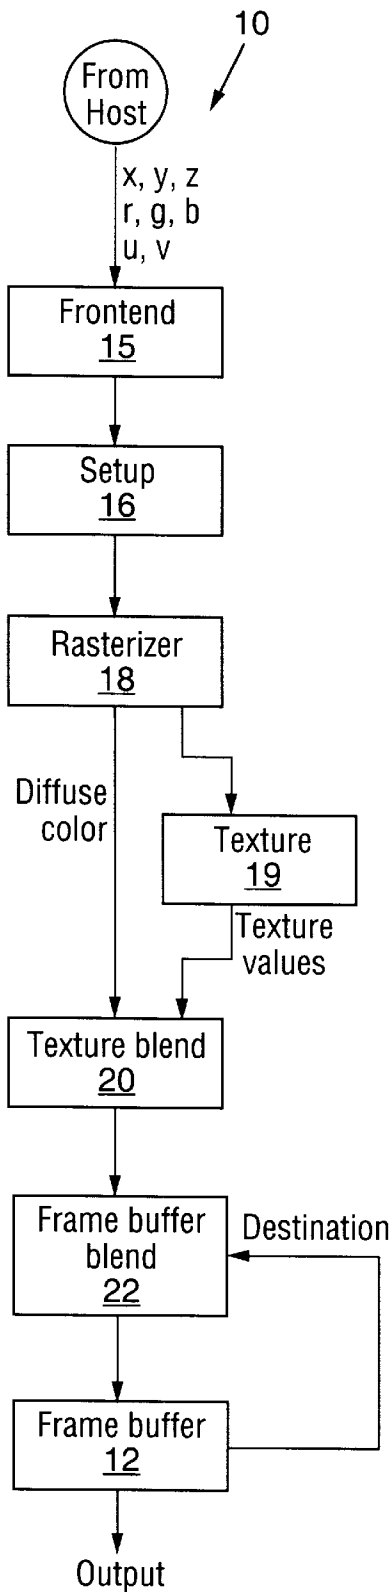 10
From
Host
x, y, z
r, g, b
u, v
Frontend
15
Setup
16
Rasterizer
18
Diffuse
color
Texture
19
Texture
values
Texture blend
20
Frame buffer
blend
22
Destination
Frame buffer
12
Output